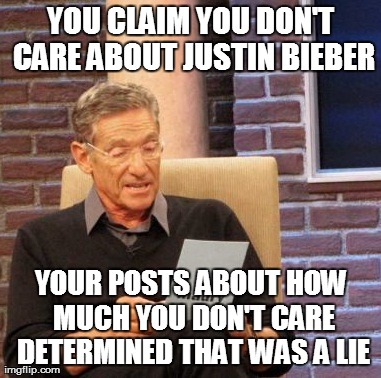 YOU CLAIM YOU DON'T
CARE ABOUT JUSTIN BIEBER
YOUR POSTS ABOUT HOW
MUCH YOU DON'T CARE
DETERMINED THAT WAS A LIE
imgflip.com